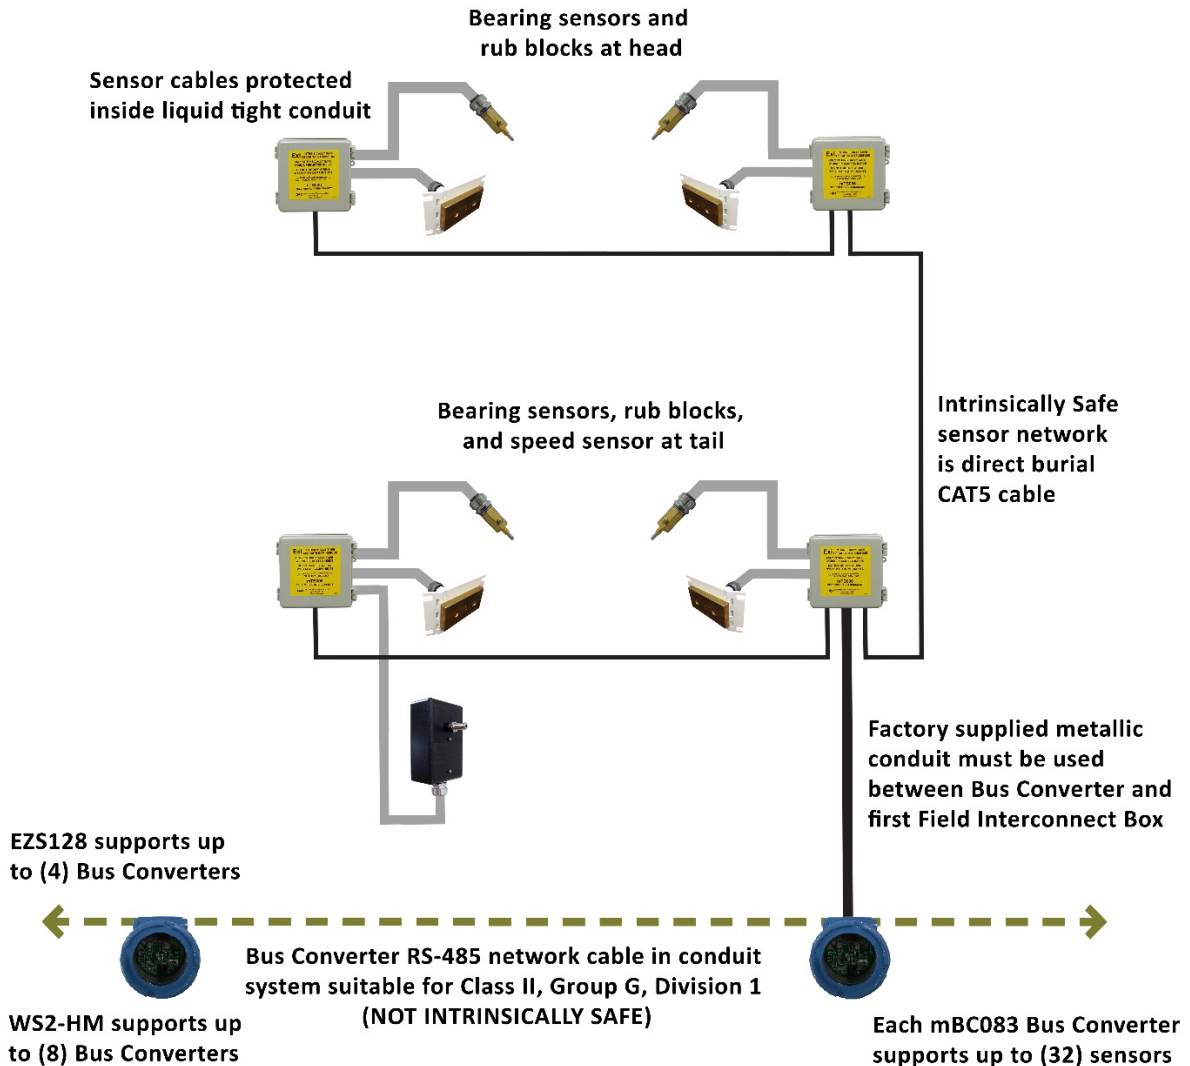 Bearing sensors and
rub blocks at head
Sensor cables protected
inside liquid tight conduit
Bearing sensors, rub blocks,
and speed sensor at tail
Intrinsically Safe
sensor network
is direct burial
CAT5 cable
Factory supplied metallic
conduit must be used
between Bus Converter and
first Field Interconnect Box
EZS128 supports up
to (4) Bus Converters
Bus Converter RS-485 network cable in conduit
system suitable for Class II, Group G, Division 1
(NOT INTRINSICALLY SAFE)
WS2-HM supports up
to (8) Bus Converters
Each mBC083 Bus Converter
supports up to (32) sensors